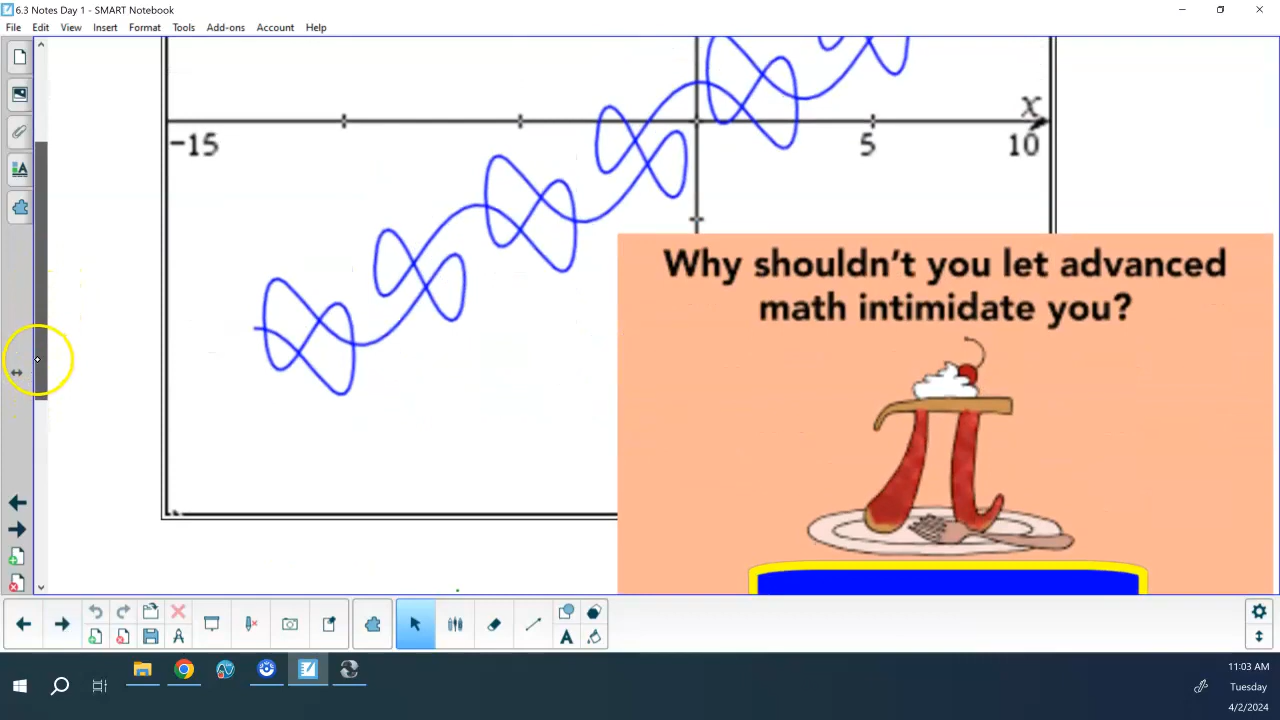 6.3 Notes Day 1 - SMART Notebook
File Edit View Insert Format Tools Add-ons Account Help
x
-15 5 10
Why shouldn't you let advanced
math intimidate you?
π
A
11:03 AM
Tuesday
4/2/2024